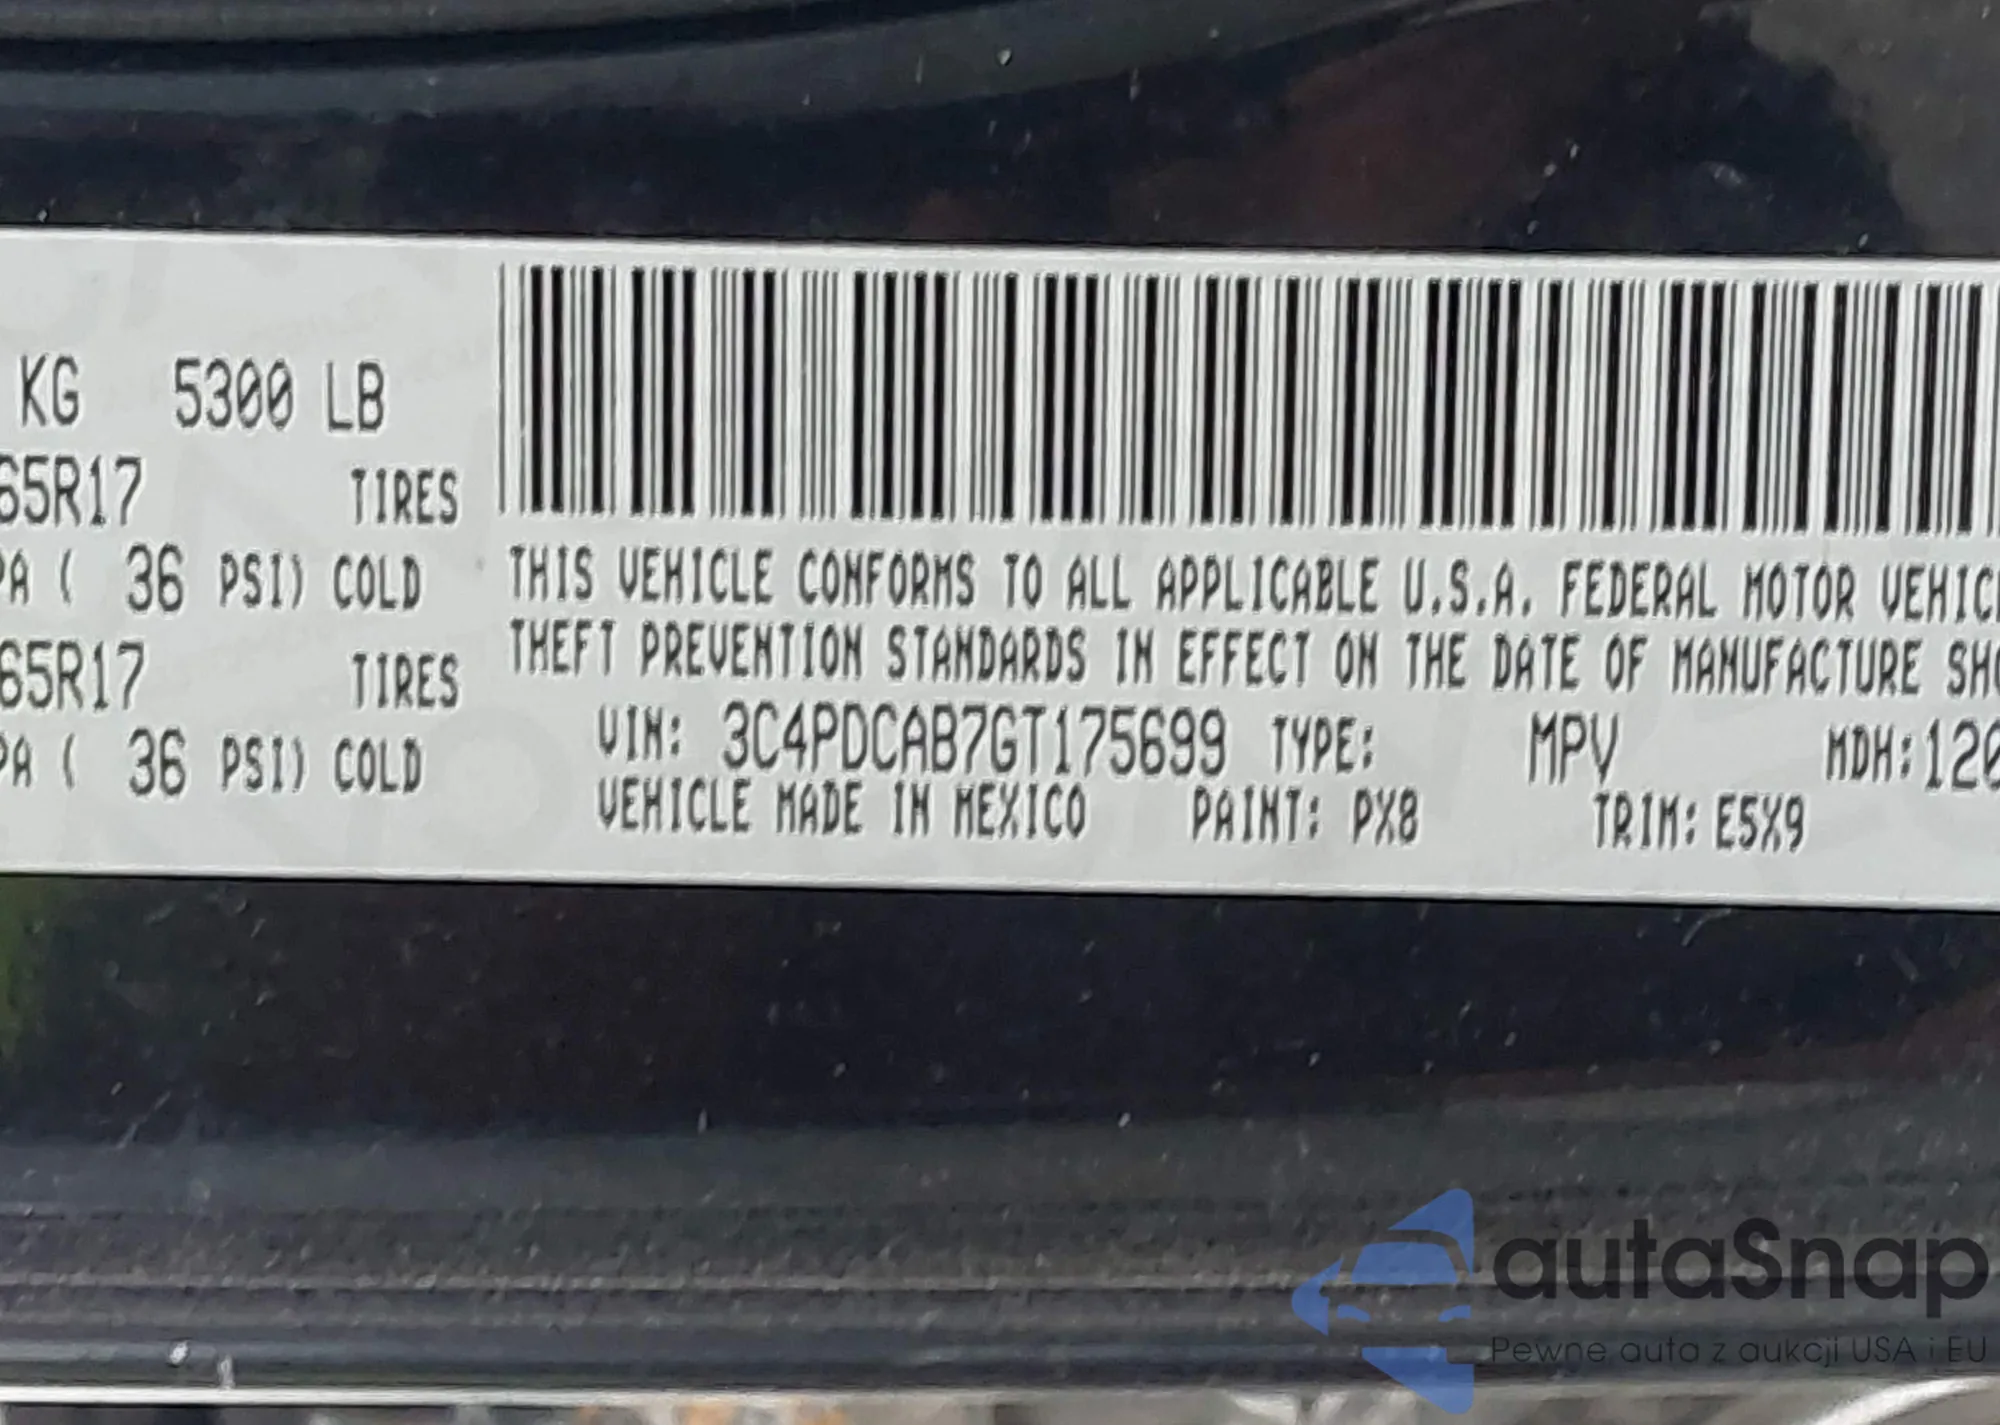 KG 5300 LB
65R17 TIRES
PA ( 36 PSI) COLD
65R17 TIRES
PA ( 36 PSI) COLD
THIS VEHICLE CONFORMS TO ALL APPLICABLE U.S.A. FEDERAL MOTOR VEHIC
THEFT PREVENTION STANDARDS IN EFFECT ON THE DATE OF MANUFACTURE SHO
VIN: 3C4PDCAB7GT175699 TYPE: MPV MDH:120
VEHICLE MADE IN MEXICO PAINT: PX8 TRIM: E5X9
autaSnap
Pewne auta z aukcji USA i EU